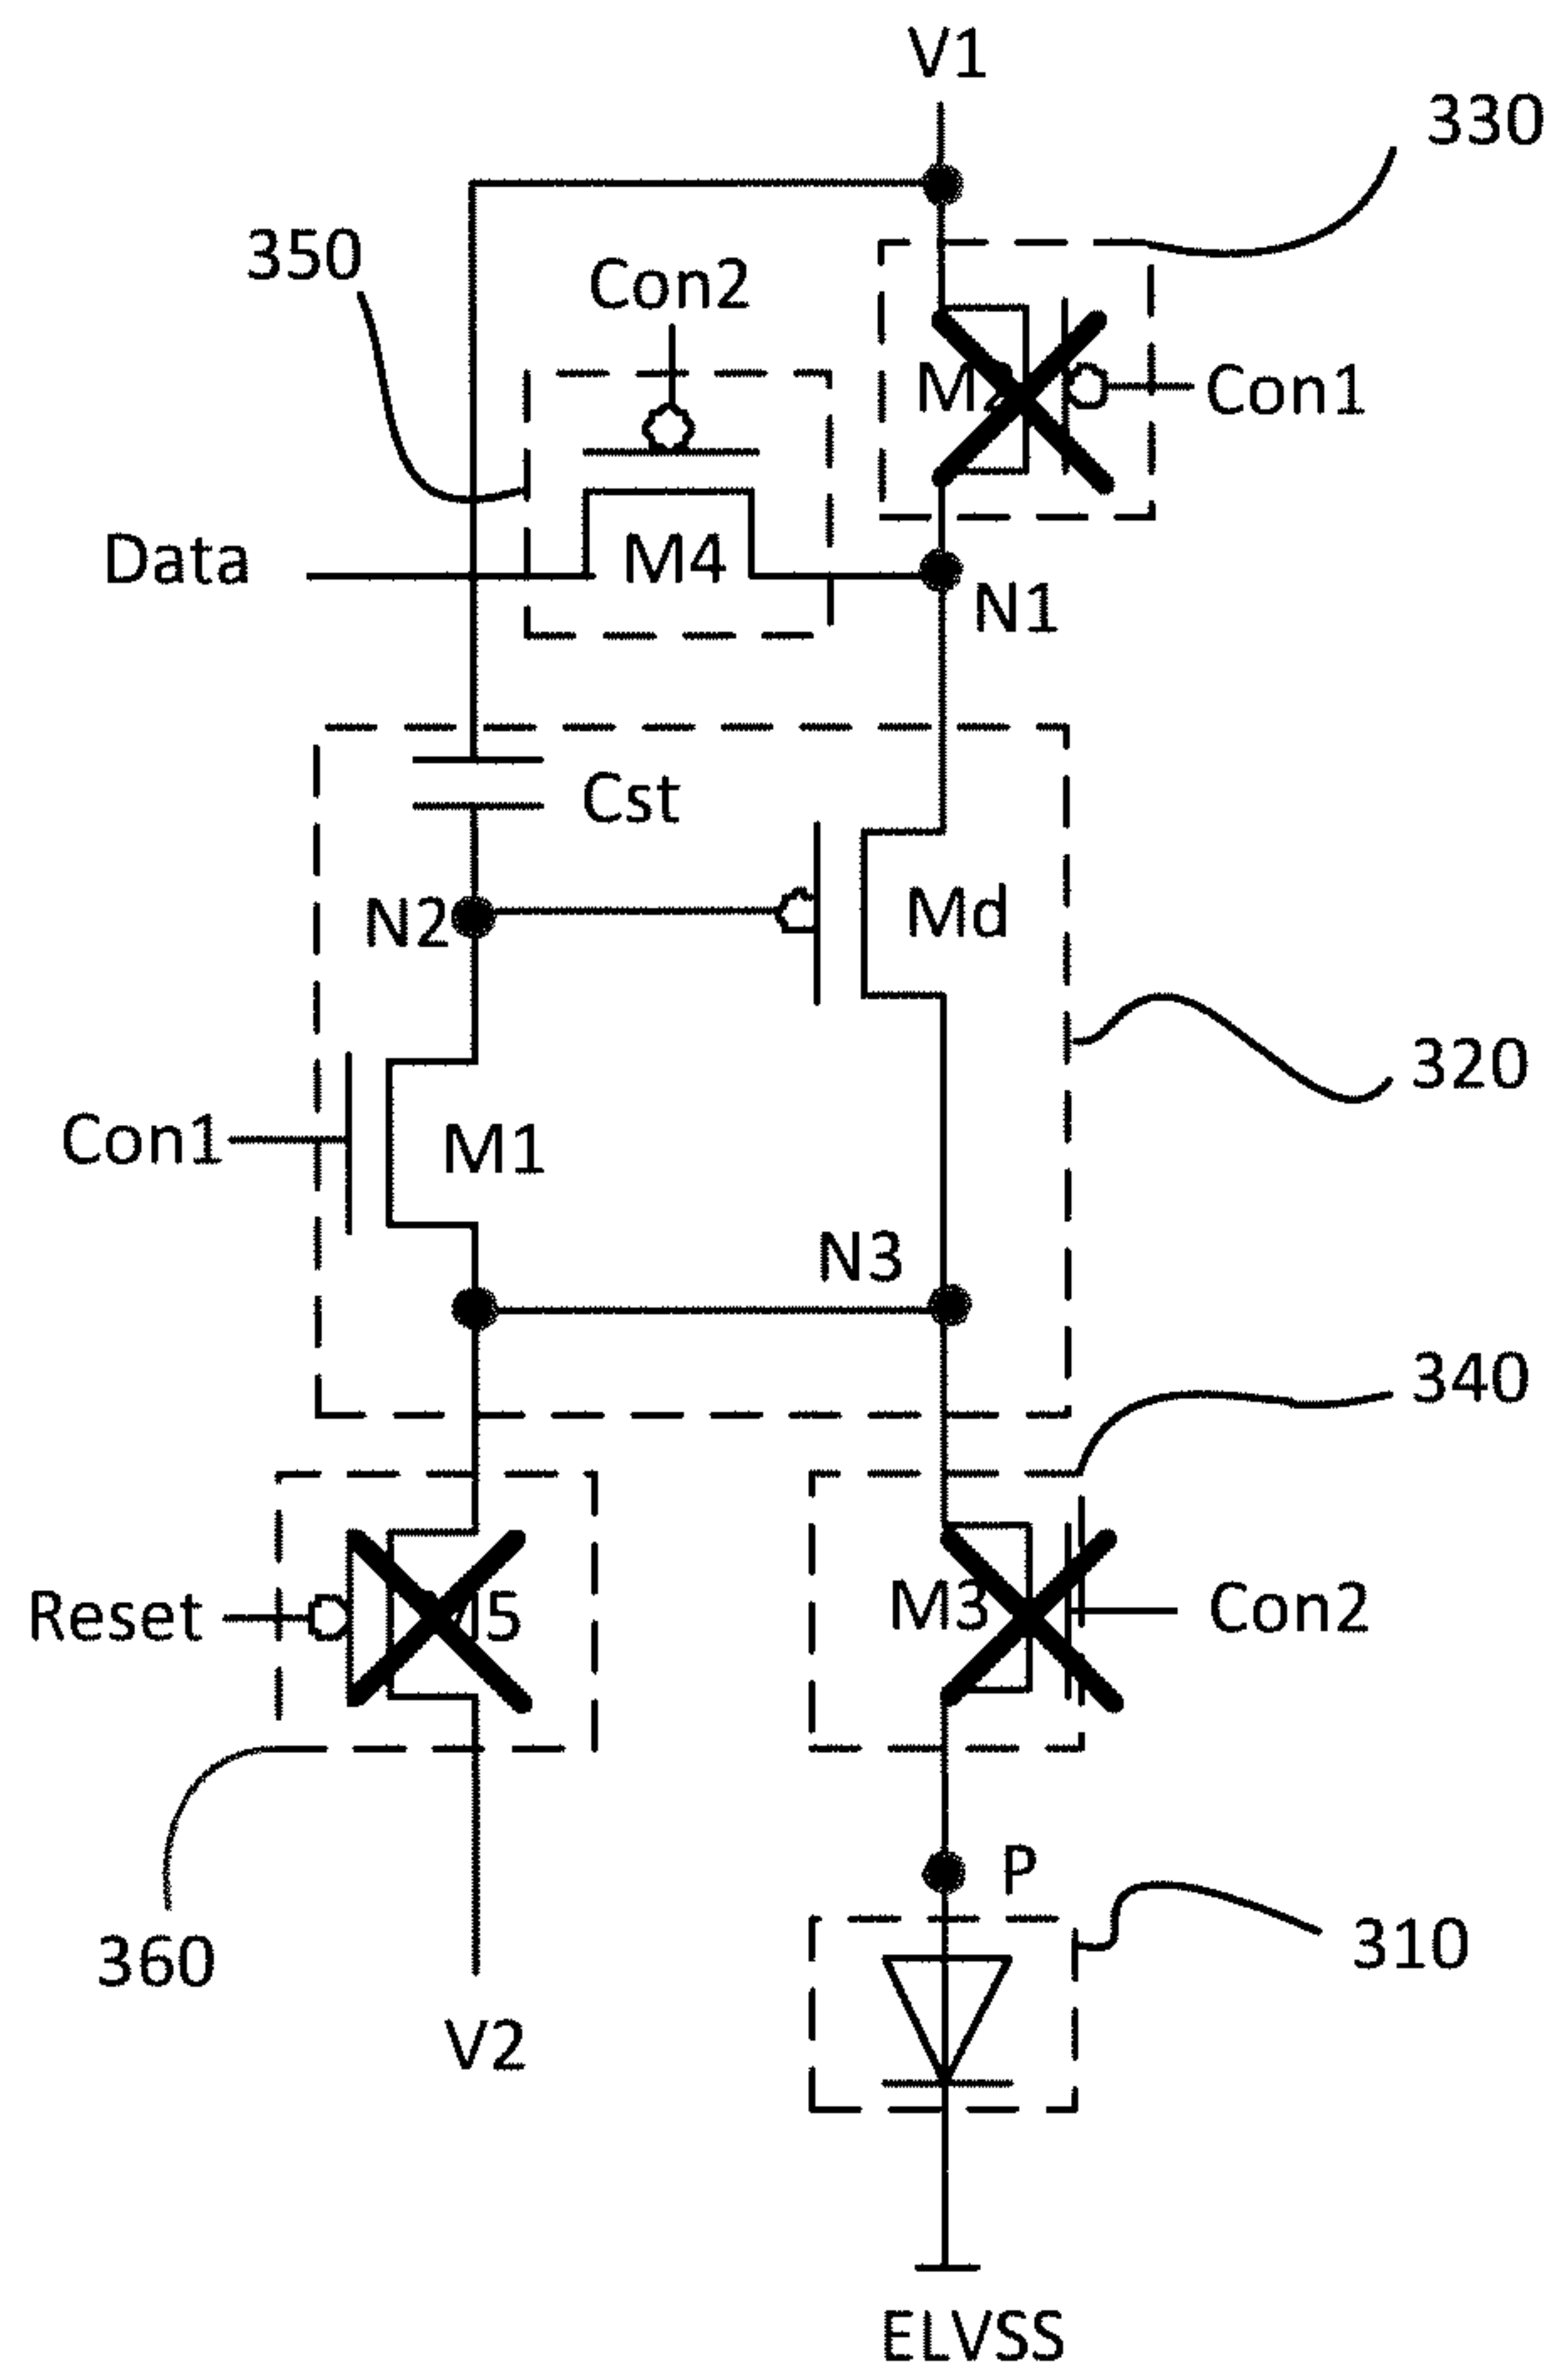 V1
330
350
Con2
Con1
Data
M4
N1
Cst
N2
Md
320
Con1
M1
N3
340
Reset
M3
Con2
P
360
310
V2
ELVSS